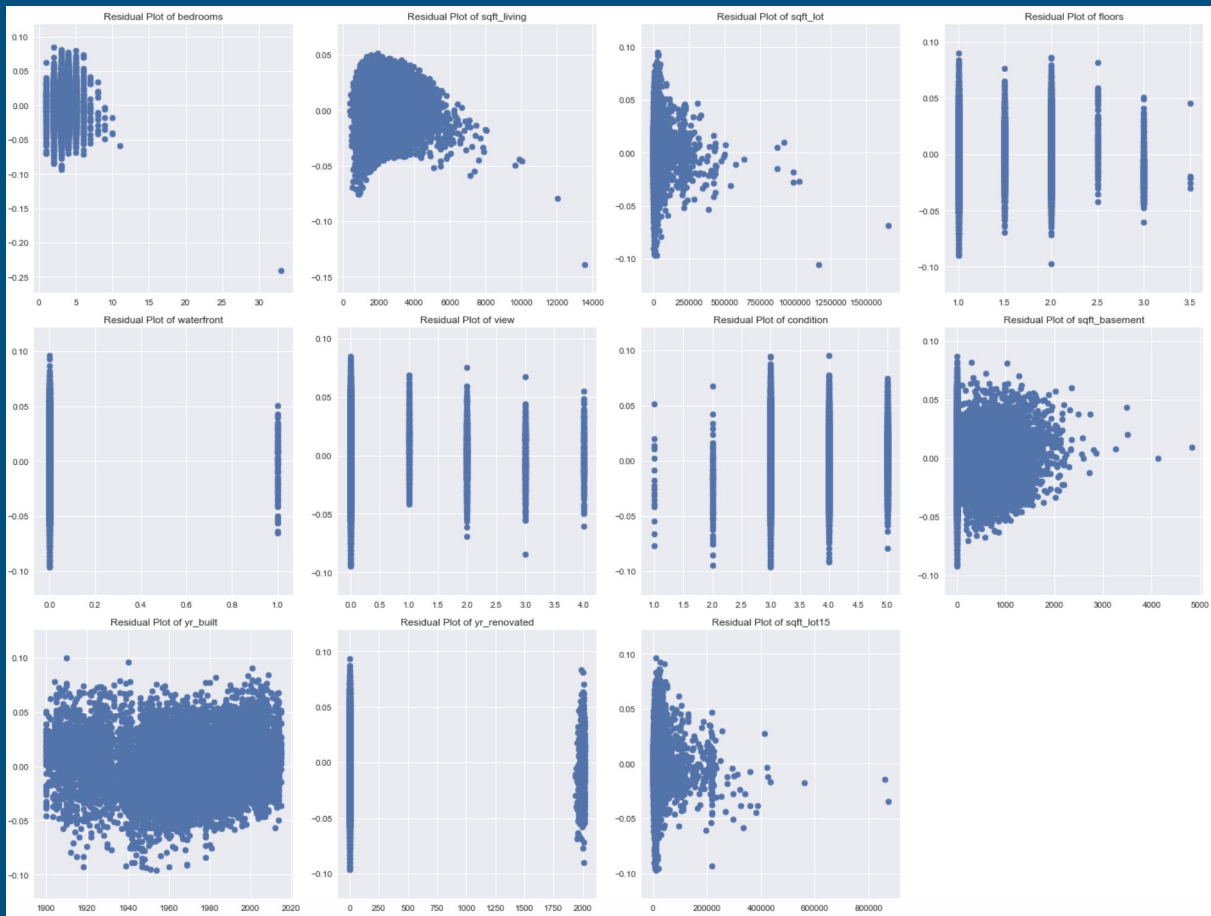 Residual Plot of bedrooms
0.10
0.05
0.00
−0.05
−0.10
−0.15
−0.20
−0.25
0 5 10 15 20 25 30
Residual Plot of sqft_living
0.05
0.00
−0.05
−0.10
−0.15
0 2000 4000 6000 8000 10000 12000 14000
Residual Plot of sqft_lot
0.10
0.05
0.00
−0.05
−0.10
0 250000 500000 750000 1000000 1250000 1500000
Residual Plot of floors
0.10
0.05
0.00
−0.05
−0.10
1.0 1.5 2.0 2.5 3.0 3.5
Residual Plot of waterfront
0.10
0.05
0.00
−0.05
−0.10
0.0 0.2 0.4 0.6 0.8 1.0
Residual Plot of view
0.10
0.05
0.00
−0.05
−0.10
0.0 0.5 1.0 1.5 2.0 2.5 3.0 3.5 4.0
Residual Plot of condition
0.10
0.05
0.00
−0.05
−0.10
1.0 1.5 2.0 2.5 3.0 3.5 4.0 4.5 5.0
Residual Plot of sqft_basement
0.10
0.05
0.00
−0.05
−0.10
0 1000 2000 3000 4000 5000
Residual Plot of yr_built
0.10
0.05
0.00
−0.05
−0.10
1900 1920 1940 1960 1980 2000 2020
Residual Plot of yr_renovated
0.10
0.05
0.00
−0.05
−0.10
0 250 500 750 1000 1250 1500 1750 2000
Residual Plot of sqft_lot15
0.10
0.05
0.00
−0.05
−0.10
0 200000 400000 600000 800000